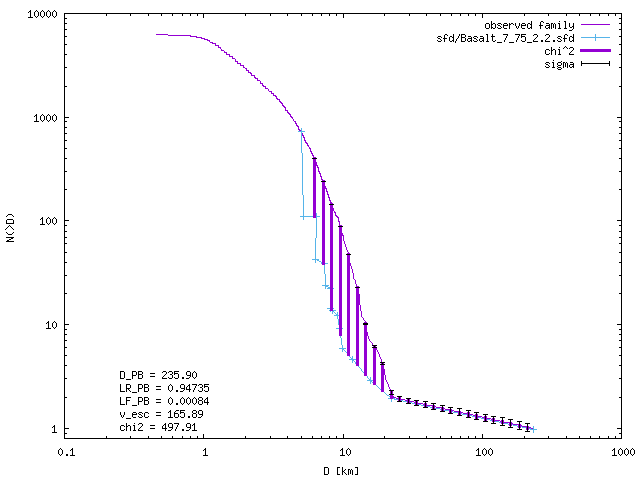 10000
1000
100
10
1
N(>D)
observed family
sfd/Basalt_7_75_2.2.sfd
chi^2
sigma
D_PB = 235.90
LR_PB = 0.94735
LF_PB = 0.00084
v_esc = 165.89
chi2 = 497.91
0.1 1 10 100 1000
D [km]